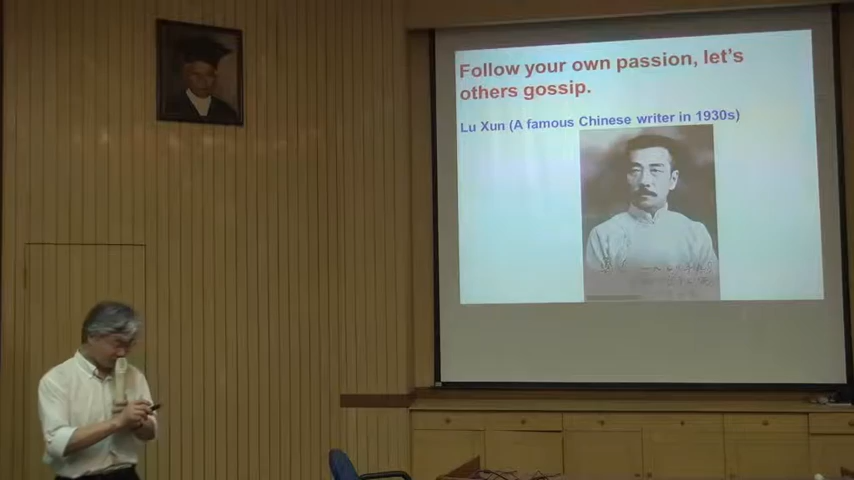 Follow your own passion, let's
others gossip.
Lu Xun (A famous Chinese writer in 1930s)